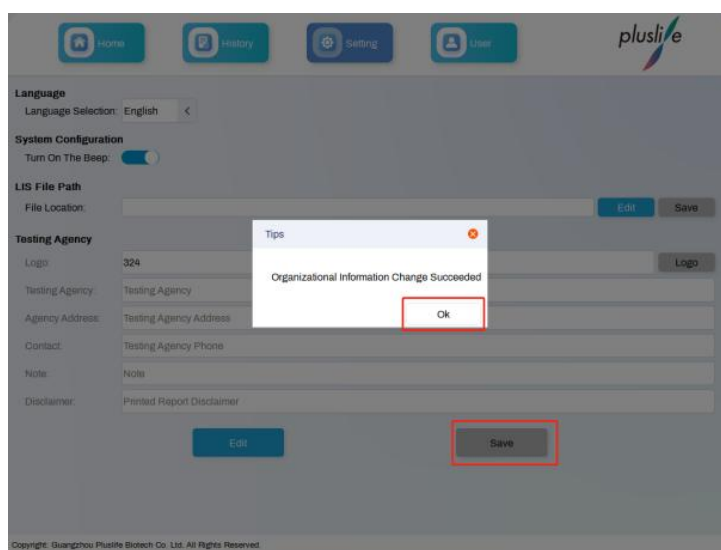 Home
History
Setting
User
pluslife
Language
Language Selection: English <
System Configuration
Turn On The Beep:
LIS File Path
File Location:
Edit
Save
Tips
Organizational Information Change Succeeded
Ok
Testing Agency
Logo: 324
Logo
Testing Agency: Testing Agency
Agency Address: Testing Agency Address
Contact: Testing Agency Phone
Note: Note
Disclaimer: Printed Report Disclaimer
Edit
Save
Copyright: Guangzhou Pluslife Biotech Co. Ltd. All Rights Reserved.